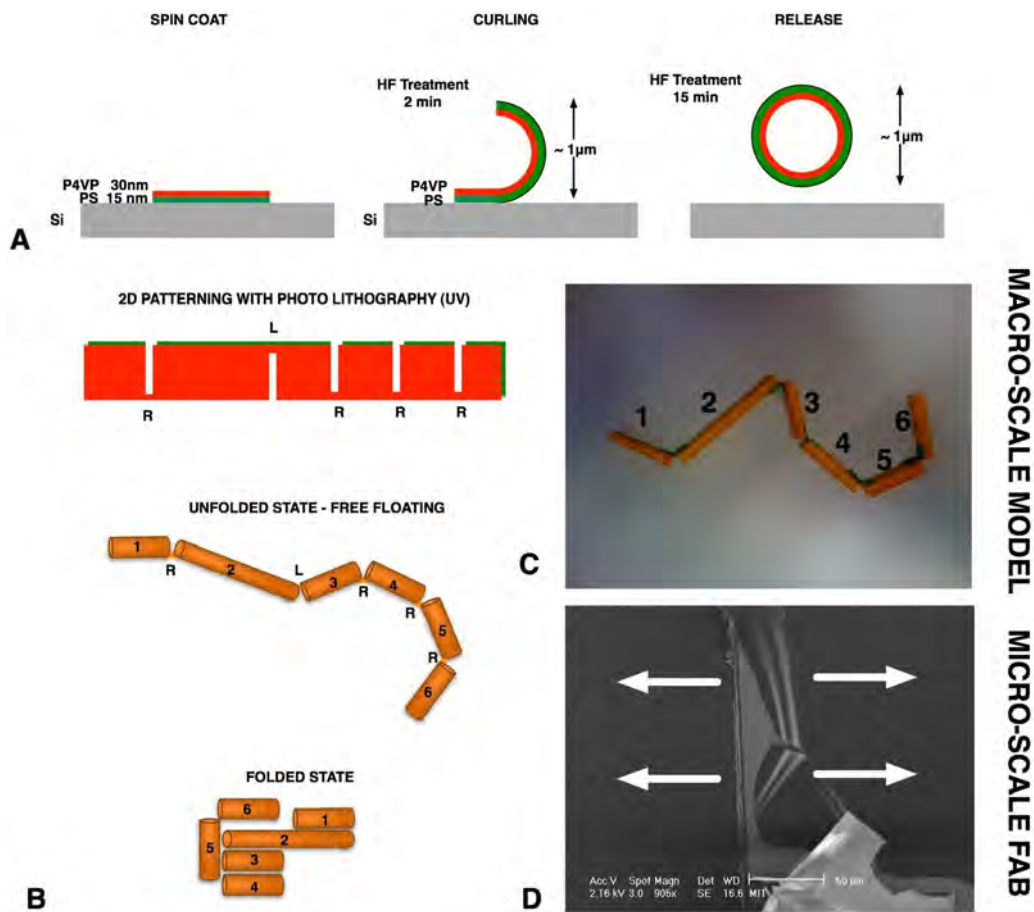 SPIN COAT
CURLING
RELEASE
HF Treatment
2 min
HF Treatment
15 min
~ 1µm
~ 1µm
P4VP 30nm
PS 15 nm
Si
P4VP
PS
Si
A
2D PATTERNING WITH PHOTO LITHOGRAPHY (UV)
L
R
R
R
R
UNFOLDED STATE - FREE FLOATING
1
R
2
L
3
R
4
R
5
R
6
FOLDED STATE
6
1
5
2
3
4
B
1
2
3
4
5
6
C
MACRO-SCALE MODEL
Acc.V Spot Magn Det WD
2.16 kV 3.0 906x SE 16.6 MIT
50 µm
D
MICRO-SCALE FAB